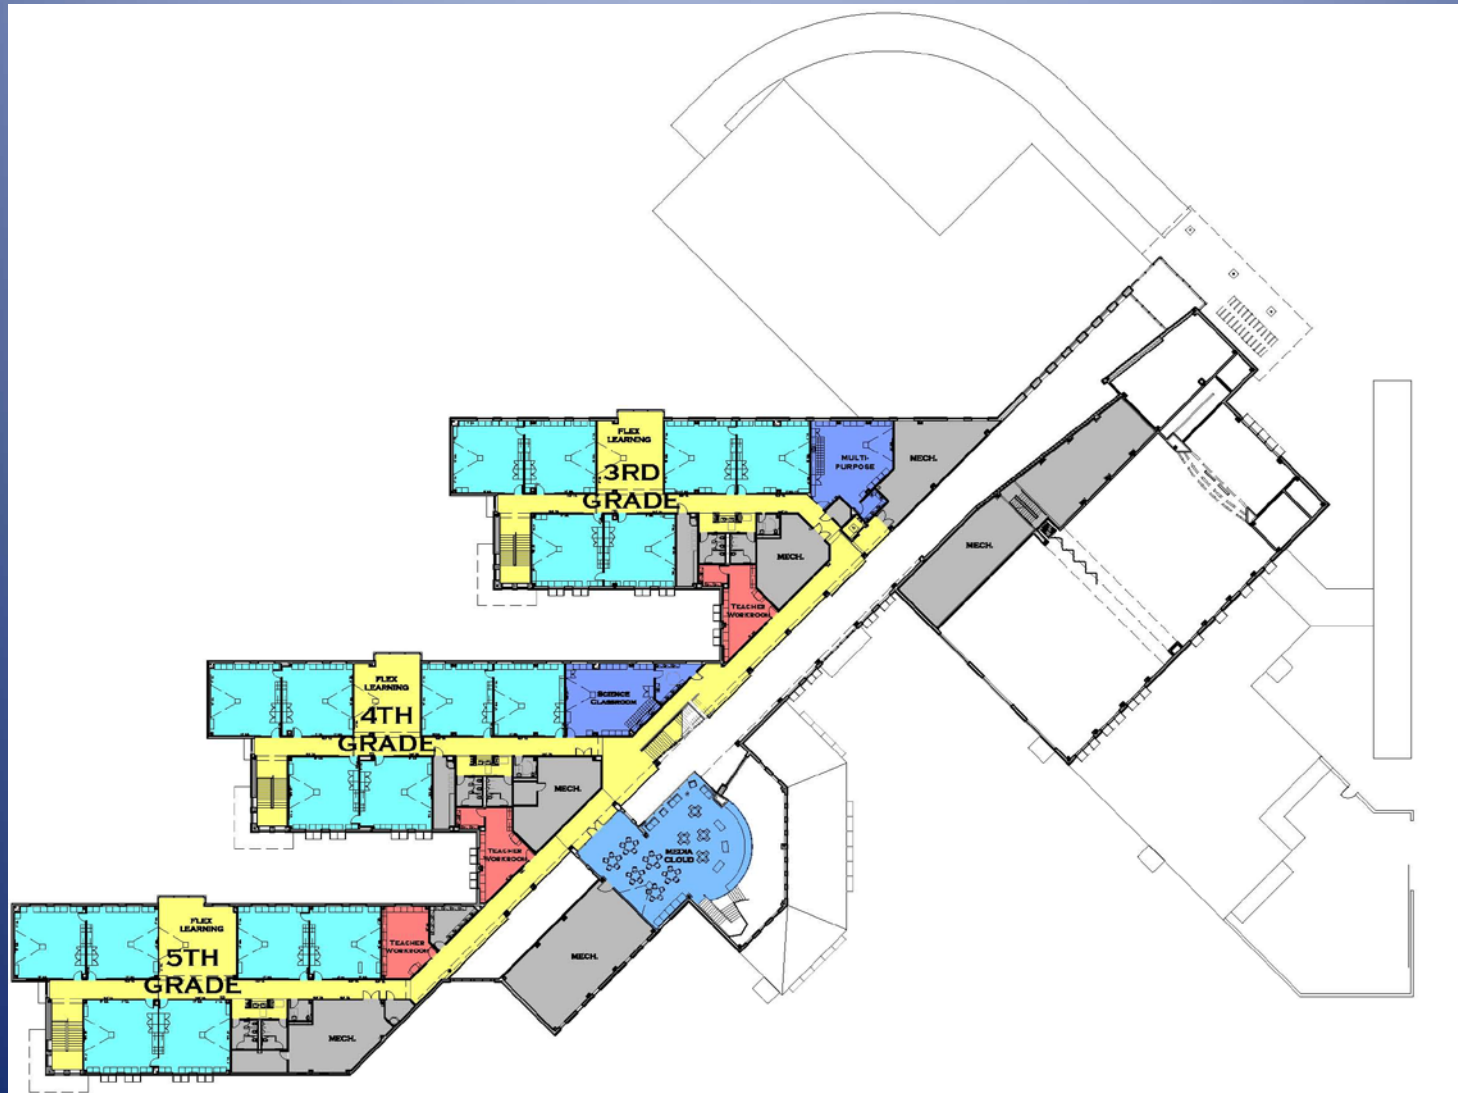 FLEX
LEARNING
3RD
GRADE
MULTI-
PURPOSE
MECH.
MECH.
TEACHER
WORKROOM
MECH.
FLEX
LEARNING
4TH
GRADE
SCIENCE
CLASSROOM
MECH.
TEACHER
WORKROOM
MEDIA
CLOUD
FLEX
LEARNING
5TH
GRADE
TEACHER
WORKROOM
MECH.
MECH.